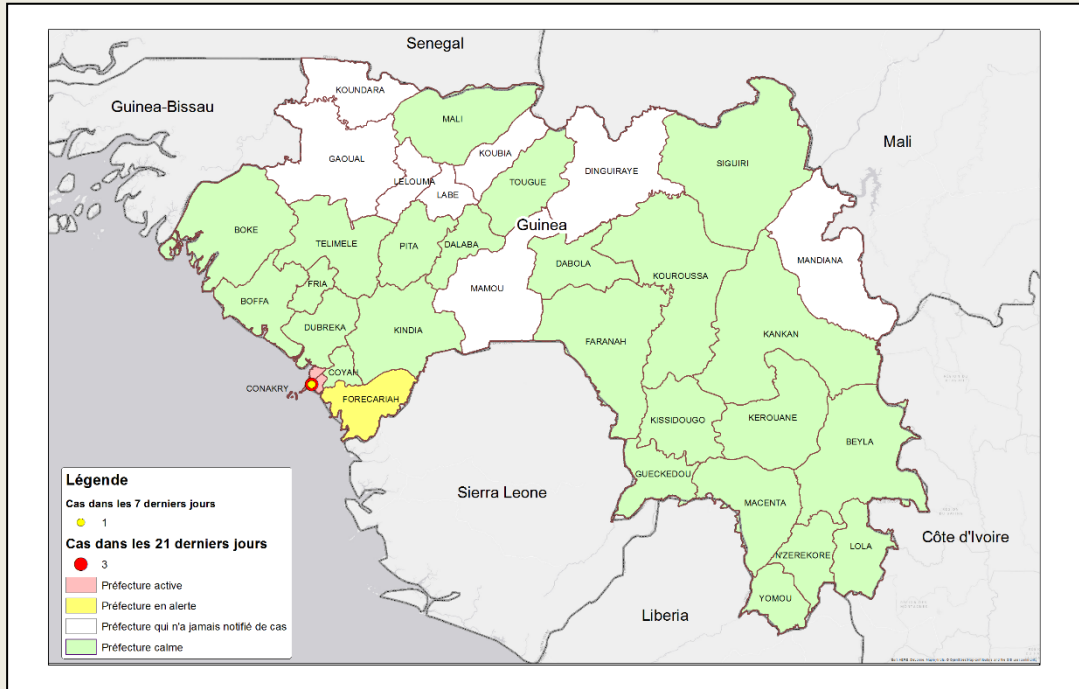 Senegal
Guinea-Bissau
KOUNDARA
MALI
Mali
GAOUAL
KOUBIA
SIGUIRI
DINGUIRAYE
LELOUMA
TOUGUE
LABE
Guinea
BOKE
TELIMELE
PITA
DALABA
MANDIANA
DABOLA
KOUROUSSA
FRIA
MAMOU
BOFFA
DUBREKA
KINDIA
KANKAN
FARANAH
COYAH
CONAKRY
FORECARIAH
KISSIDOUGO
KEROUANE
BEYLA
GUECKEDOU
Sierra Leone
MACENTA
Côte d'Ivoire
N'ZEREKORE
LOLA
YOMOU
Liberia
Légende
Cas dans les 7 derniers jours
1
Cas dans les 21 derniers jours
3
Préfecture active
Préfecture en alerte
Préfecture qui n'a jamais notifié de cas
Préfecture calme